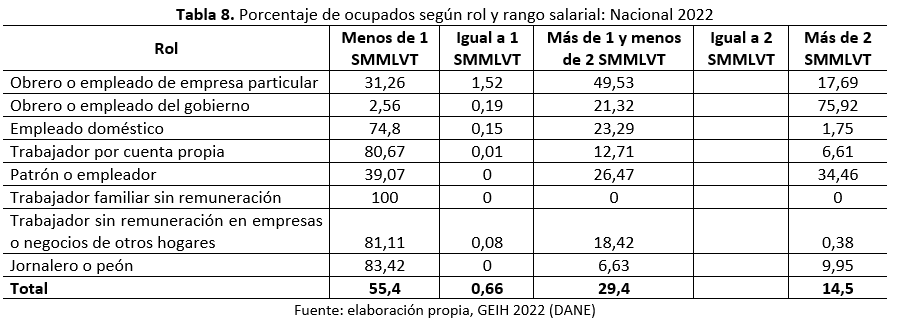 Tabla 8. Porcentaje de ocupados según rol y rango salarial: Nacional 2022
Rol Menos de 1 SMMLVT Igual a 1 SMMLVT Más de 1 y menos de 2 SMMLVT Igual a 2 SMMLVT Más de 2 SMMLVT
Obrero o empleado de empresa particular 31,26 1,52 49,53 17,69
Obrero o empleado del gobierno 2,56 0,19 21,32 75,92
Empleado doméstico 74,8 0,15 23,29 1,75
Trabajador por cuenta propia 80,67 0,01 12,71 6,61
Patrón o empleador 39,07 0 26,47 34,46
Trabajador familiar sin remuneración 100 0 0 0
Trabajador sin remuneración en empresas
o negocios de otros hogares 81,11 0,08 18,42 0,38
Jornalero o peón 83,42 0 6,63 9,95
Total 55,4 0,66 29,4 14,5
Fuente: elaboración propia, GEIH 2022 (DANE)